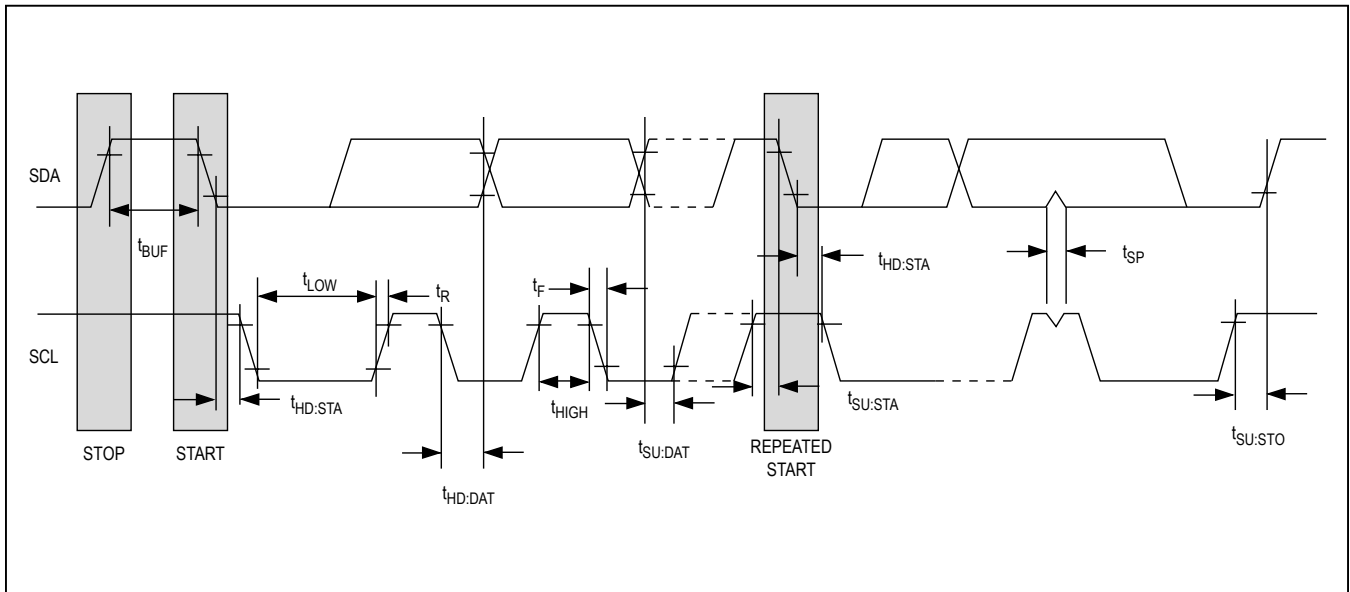 SDA
tBUF
tLOW
tR
tF
tHD:STA
tSP
SCL
tHD:STA
tHIGH
tSU:DAT
tSU:STA
tSU:STO
STOP
START
REPEATED
START
tHD:DAT